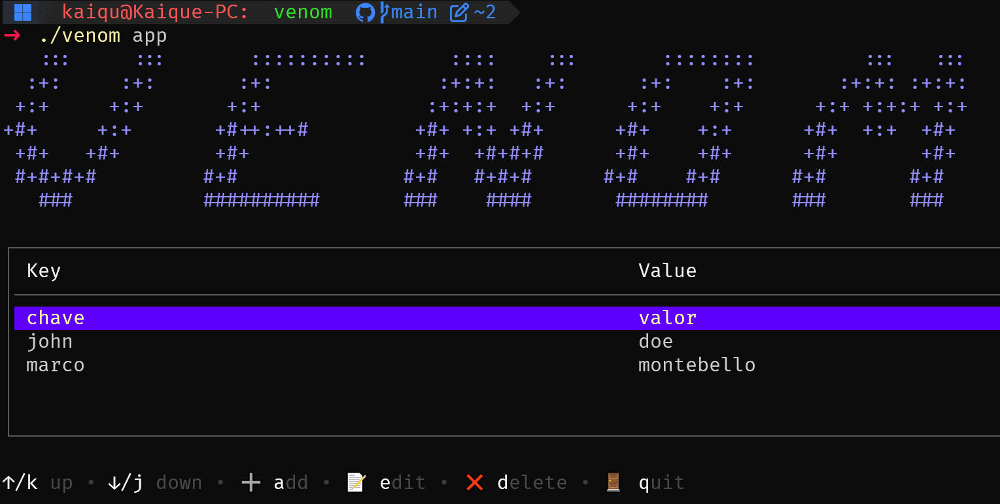 kaiqu@Kaique-PC: venom main ~2
➜ ./venom app
    :::      :::        ::::::::::        ::::     :::        ::::::::          :::    :::
  :+:      :+:        :+:               :+:+:   :+:       :+:     :+:        :+:+: :+:+:
 +:+      +:+        +:+               :+:+:+  +:+       +:+     +:+        +:+ +:+:+ +:+
+#+      +:+        +#++:++#          +#+ +:+ +#+       +#+     +:+       +#+  +:+  +#+
 +#+    +#+         +#+               +#+  +#+#+#       +#+     +#+       +#+        +#+
 #+#+#+#          #+#               #+#   #+#+#       #+#     #+#       #+#        #+#
   ###            ##########        ###     ####        ########        ###        ###
Key Value
chave valor
john doe
marco montebello
↑/k up • ↓/j down • ➕ add • 📝 edit • ❌ delete • 🚪 quit